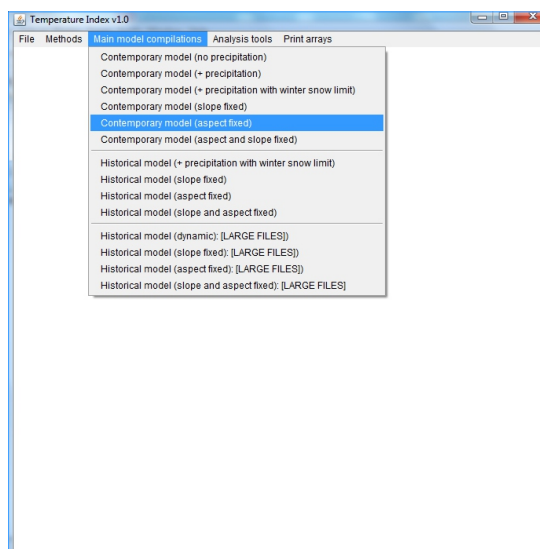 Temperature Index v1.0
File Methods Main model compilations Analysis tools Print arrays
Contemporary model (no precipitation)
Contemporary model (+ precipitation)
Contemporary model (+ precipitation with winter snow limit)
Contemporary model (slope fixed)
Contemporary model (aspect fixed)
Contemporary model (aspect and slope fixed)
Historical model (+ precipitation with winter snow limit)
Historical model (slope fixed)
Historical model (aspect fixed)
Historical model (slope and aspect fixed)
Historical model (dynamic): [LARGE FILES])
Historical model (slope fixed): [LARGE FILES])
Historical model (aspect fixed): [LARGE FILES])
Historical model (slope and aspect fixed): [LARGE FILES]